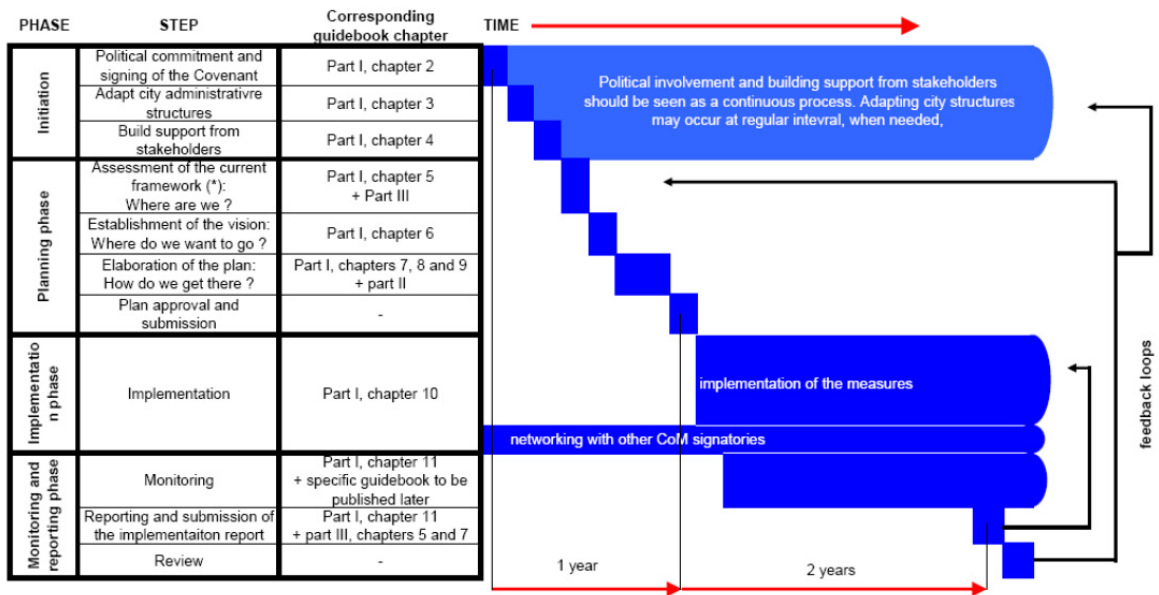 PHASE STEP Corresponding guidebook chapter TIME
Initiation
Political commitment and
signing of the Covenant
Part I, chapter 2
Adapt city administrativre
structures
Part I, chapter 3
Build support from
stakeholders
Part I, chapter 4
Political involvement and building support from stakeholders
should be seen as a continuous process. Adapting city structures
may occur at regular intevral, when needed,
Planning phase
Assessment of the current
framework (*):
Where are we ?
Part I, chapter 5
+ Part III
Establishment of the vision:
Where do we want to go ?
Part I, chapter 6
Elaboration of the plan:
How do we get there ?
Part I, chapters 7, 8 and 9
+ part II
Plan approval and
submission
-
Implementatio
n phase
Implementation
Part I, chapter 10
implementation of the measures
networking with other CoM signatories
Monitoring and
reporting phase
Monitoring
Part I, chapter 11
+ specific guidebook to be
published later
Reporting and submission of
the implementaiton report
Part I, chapter 11
+ part III, chapters 5 and 7
Review
-
1 year
2 years
feedback loops